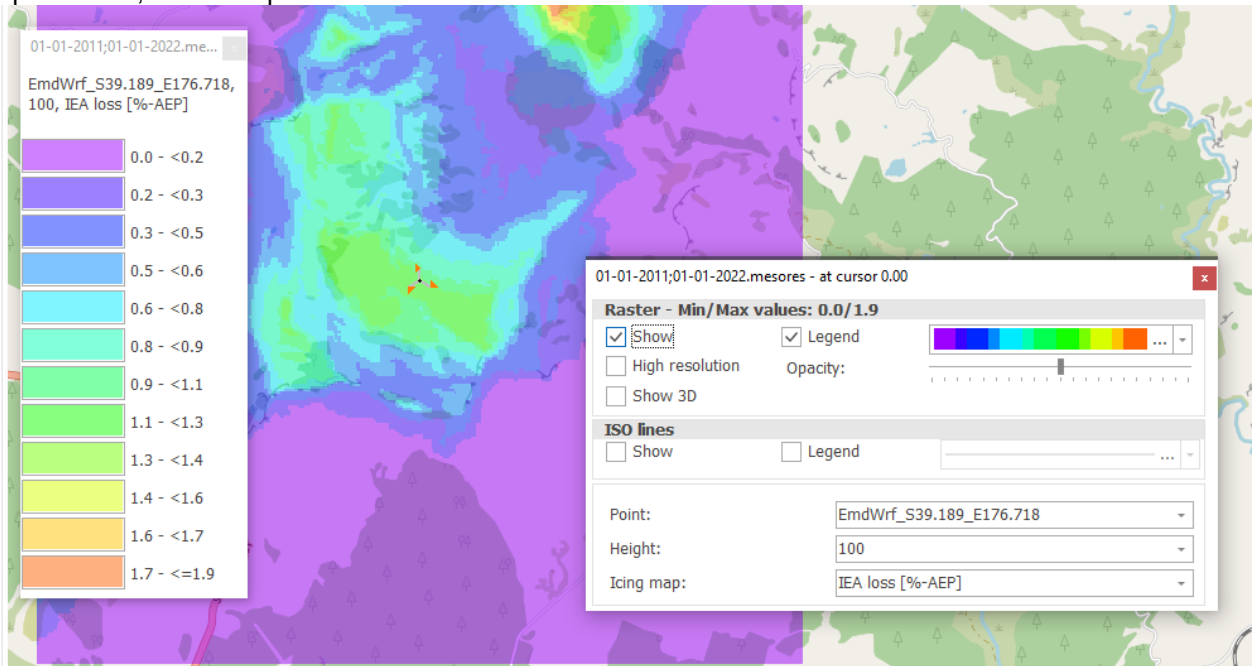 01-01-2011;01-01-2022.me... x
EmdWrf_S39.189_E176.718,
100, IEA loss [%-AEP]
0.0 - <0.2
0.2 - <0.3
0.3 - <0.5
0.5 - <0.6
0.6 - <0.8
0.8 - <0.9
0.9 - <1.1
1.1 - <1.3
1.3 - <1.4
1.4 - <1.6
1.6 - <1.7
1.7 - <=1.9
01-01-2011;01-01-2022.mesores - at cursor 0.00 x
Raster - Min/Max values: 0.0/1.9
Show Legend ...
High resolution Opacity:
Show 3D
ISO lines
Show Legend ...
Point: EmdWrf_S39.189_E176.718
Height: 100
Icing map: IEA loss [%-AEP]